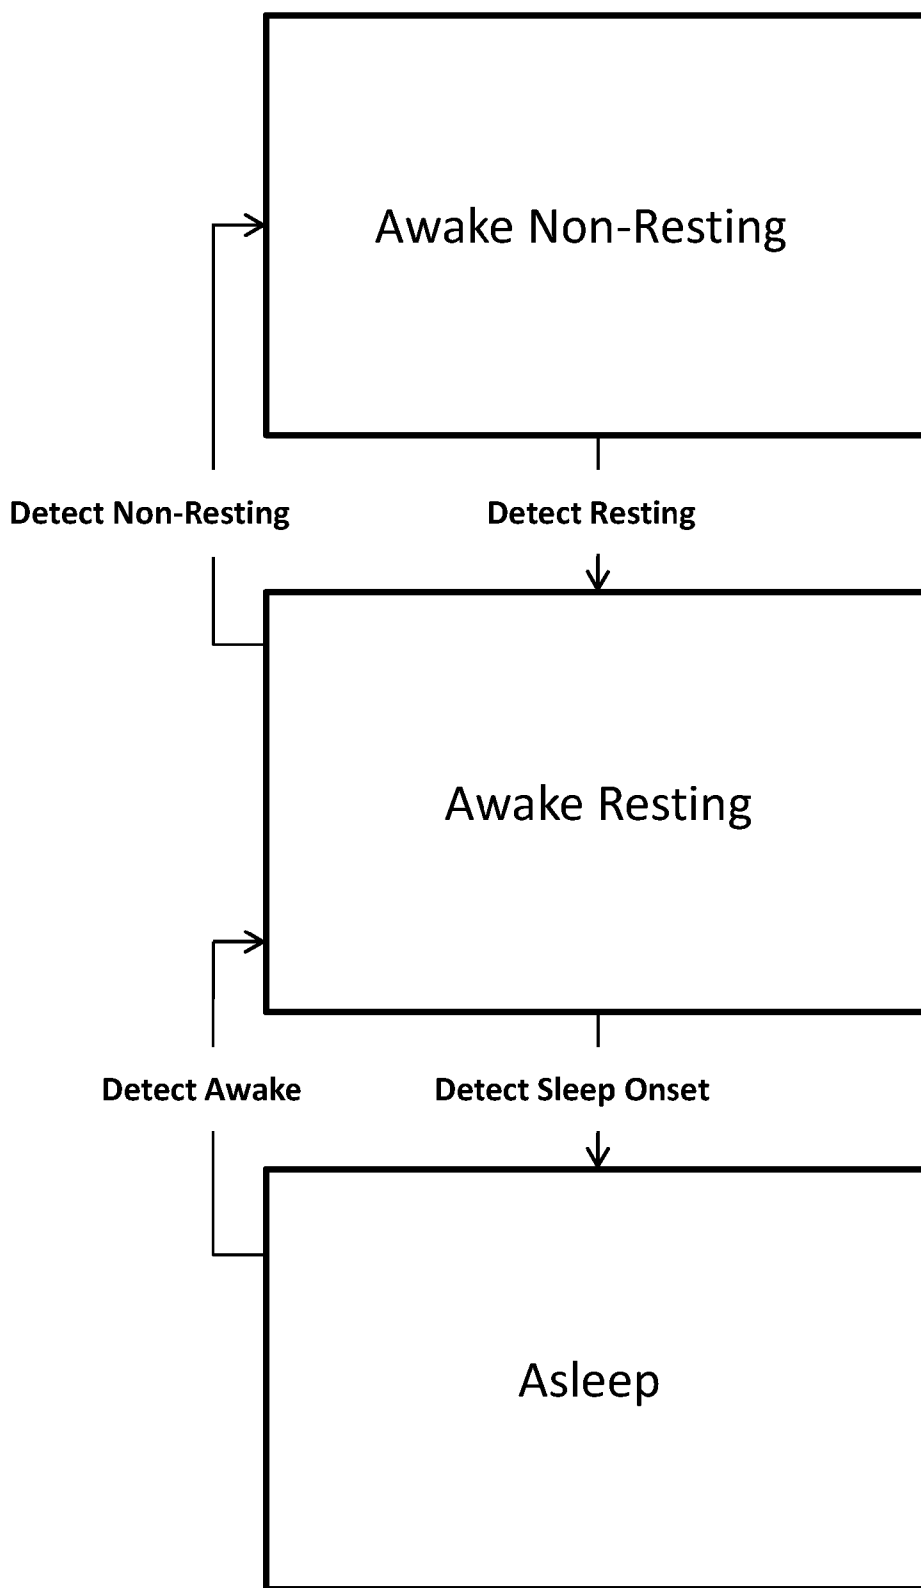 Awake Non-Resting
Detect Non-Resting
Detect Resting
Awake Resting
Detect Awake
Detect Sleep Onset
Asleep